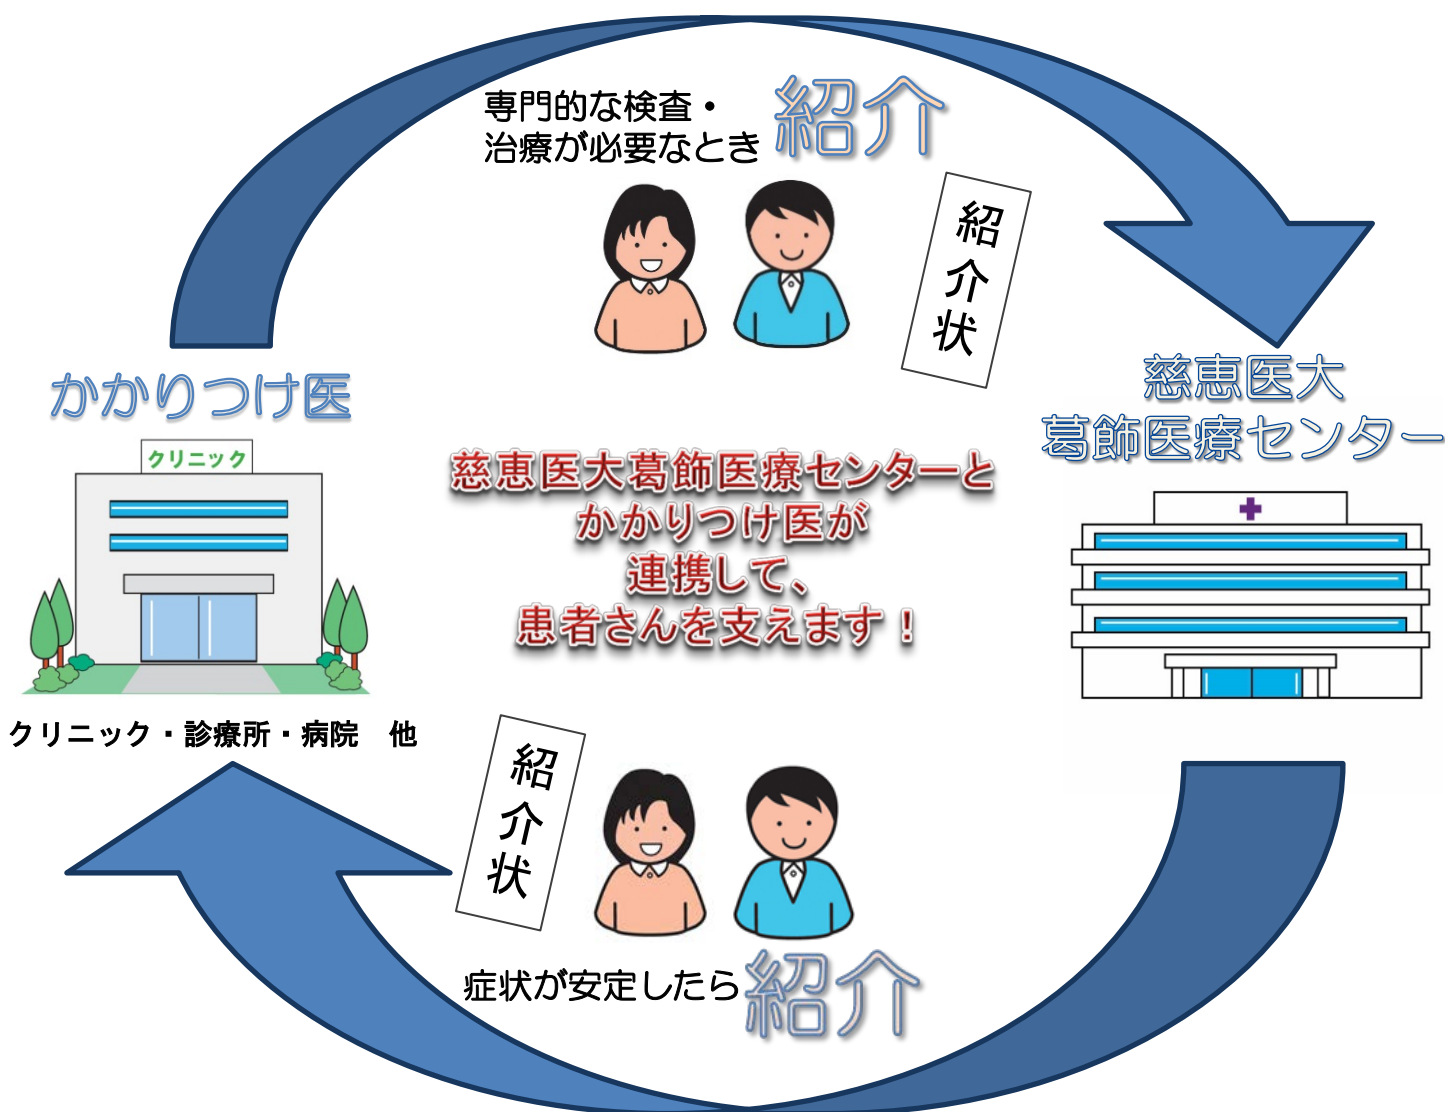 専門的な検査・
治療が必要なとき
紹介
紹介状
かかりつけ医
クリニック
慈恵医大
葛飾医療センター
慈恵医大葛飾医療センターと
かかりつけ医が
連携して、
患者さんを支えます！
クリニック・診療所・病院　他
紹介状
症状が安定したら
紹介